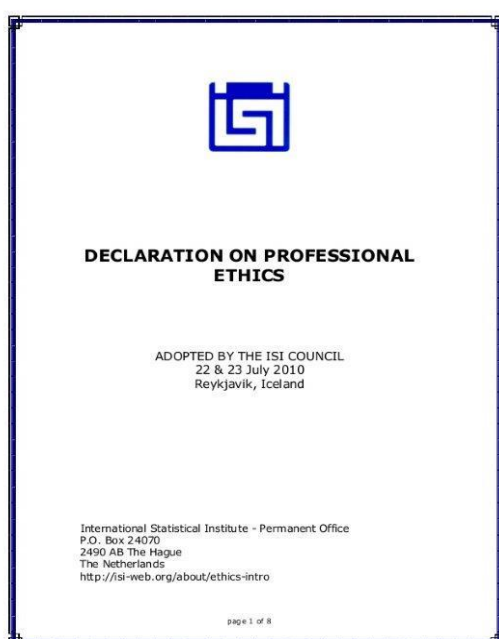 DECLARATION ON PROFESSIONAL
ETHICS
ADOPTED BY THE ISI COUNCIL
22 & 23 July 2010
Reykjavik, Iceland
International Statistical Institute - Permanent Office
P.O. Box 24070
2490 AB The Hague
The Netherlands
http://isi-web.org/about/ethics-intro
page 1 of 8